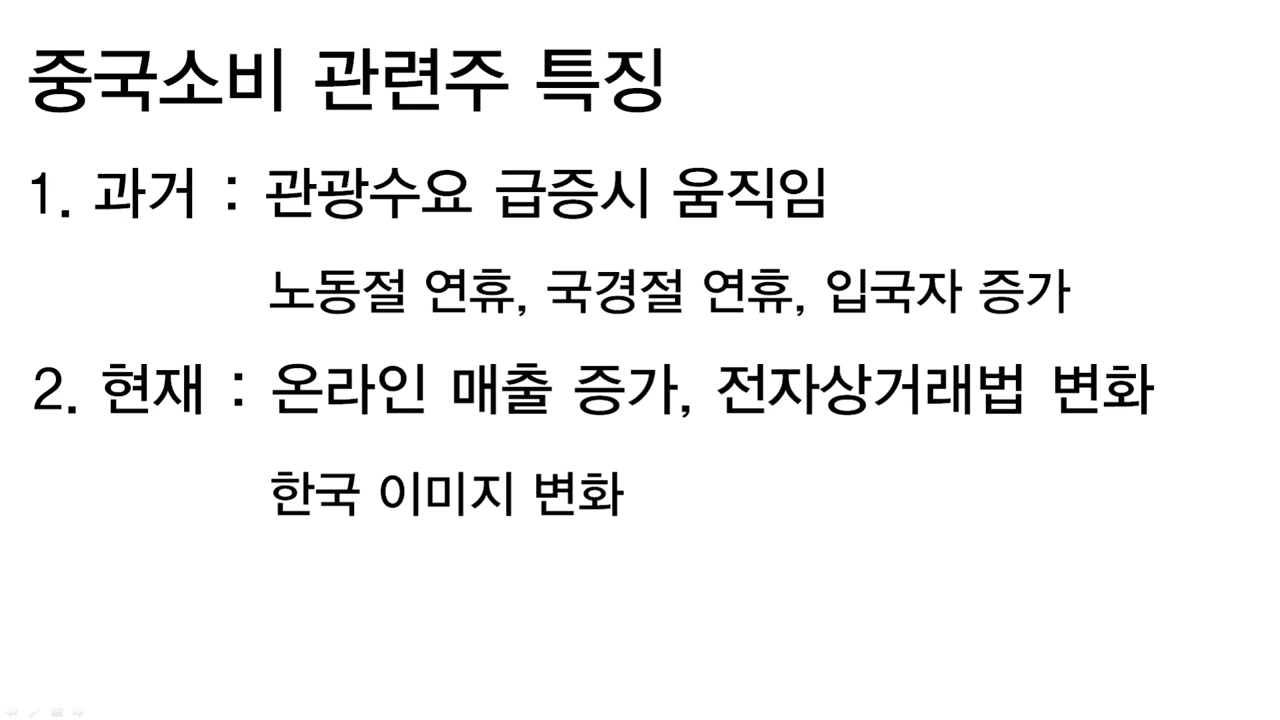 중국소비 관련주 특징
1. 과거 : 관광수요 급증시 움직임
노동절 연휴, 국경절 연휴, 입국자 증가
2. 현재 : 온라인 매출 증가, 전자상거래법 변화
한국 이미지 변화